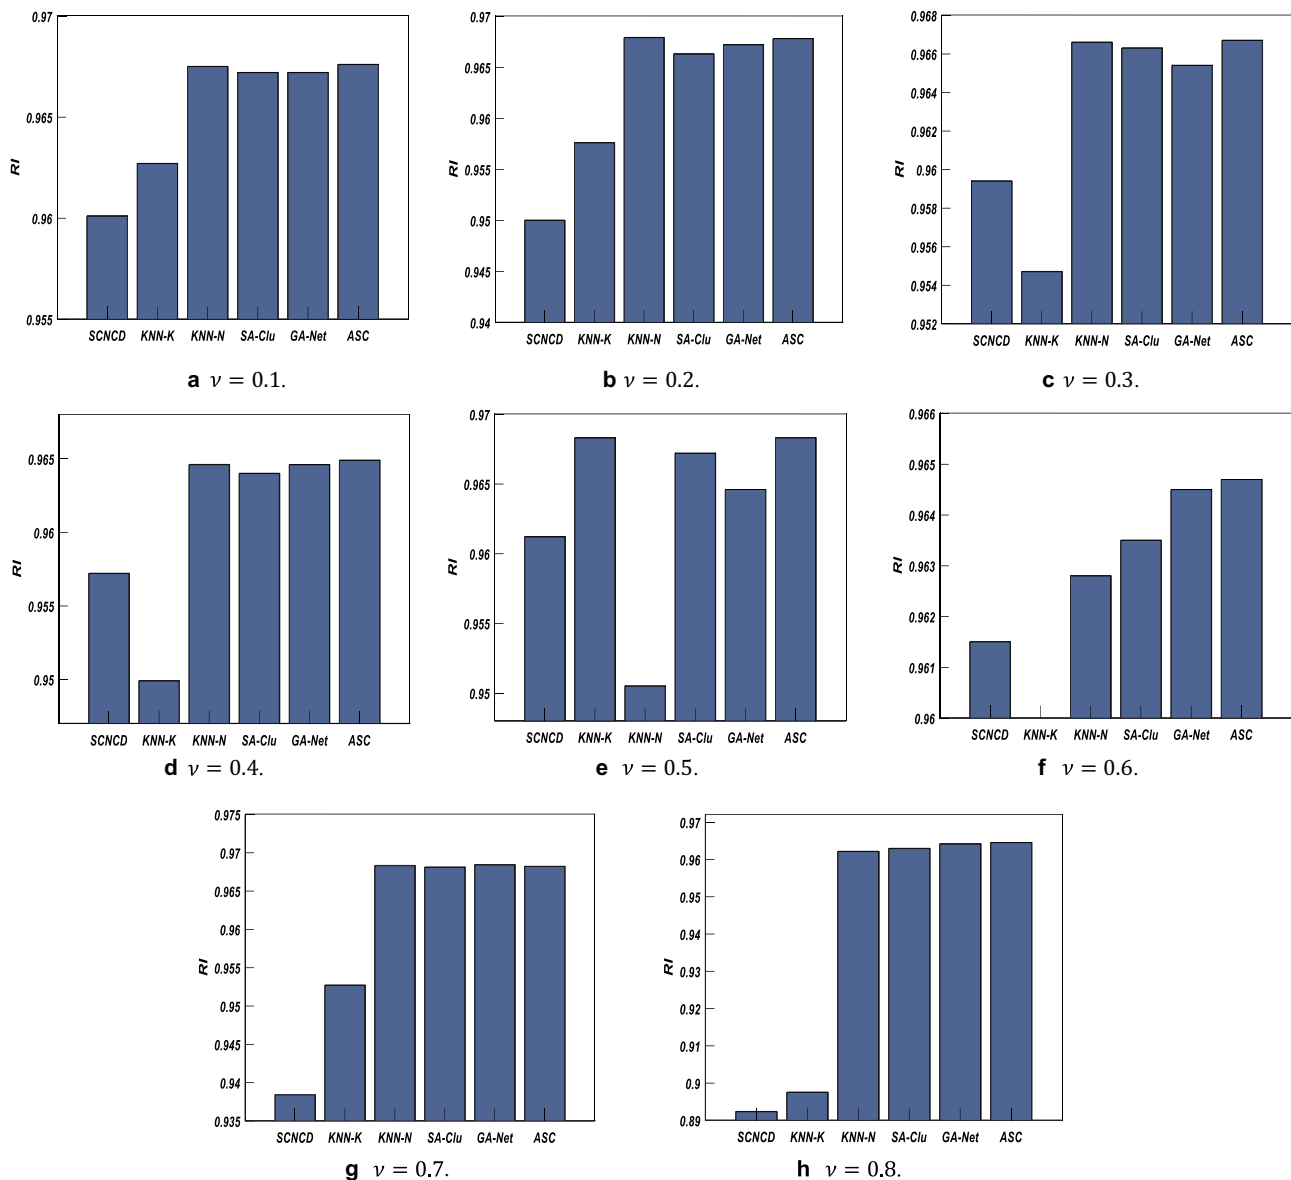 0.97
0.965
0.96
0.955
RI
SCNCD KNN-K KNN-N SA-Clu GA-Net ASC
a ν = 0.1.
0.97
0.965
0.96
0.955
0.95
0.945
0.94
RI
SCNCD KNN-K KNN-N SA-Clu GA-Net ASC
b ν = 0.2.
0.968
0.966
0.964
0.962
0.96
0.958
0.956
0.954
0.952
RI
SCNCD KNN-K KNN-N SA-Clu GA-Net ASC
c ν = 0.3.
0.965
0.96
0.955
0.95
RI
SCNCD KNN-K KNN-N SA-Clu GA-Net ASC
d ν = 0.4.
0.97
0.965
0.96
0.955
0.95
RI
SCNCD KNN-K KNN-N SA-Clu GA-Net ASC
e ν = 0.5.
0.966
0.965
0.964
0.963
0.962
0.961
0.96
RI
SCNCD KNN-K KNN-N SA-Clu GA-Net ASC
f ν = 0.6.
0.975
0.97
0.965
0.96
0.955
0.95
0.945
0.94
0.935
RI
SCNCD KNN-K KNN-N SA-Clu GA-Net ASC
g ν = 0.7.
0.97
0.96
0.95
0.94
0.93
0.92
0.91
0.9
0.89
RI
SCNCD KNN-K KNN-N SA-Clu GA-Net ASC
h ν = 0.8.